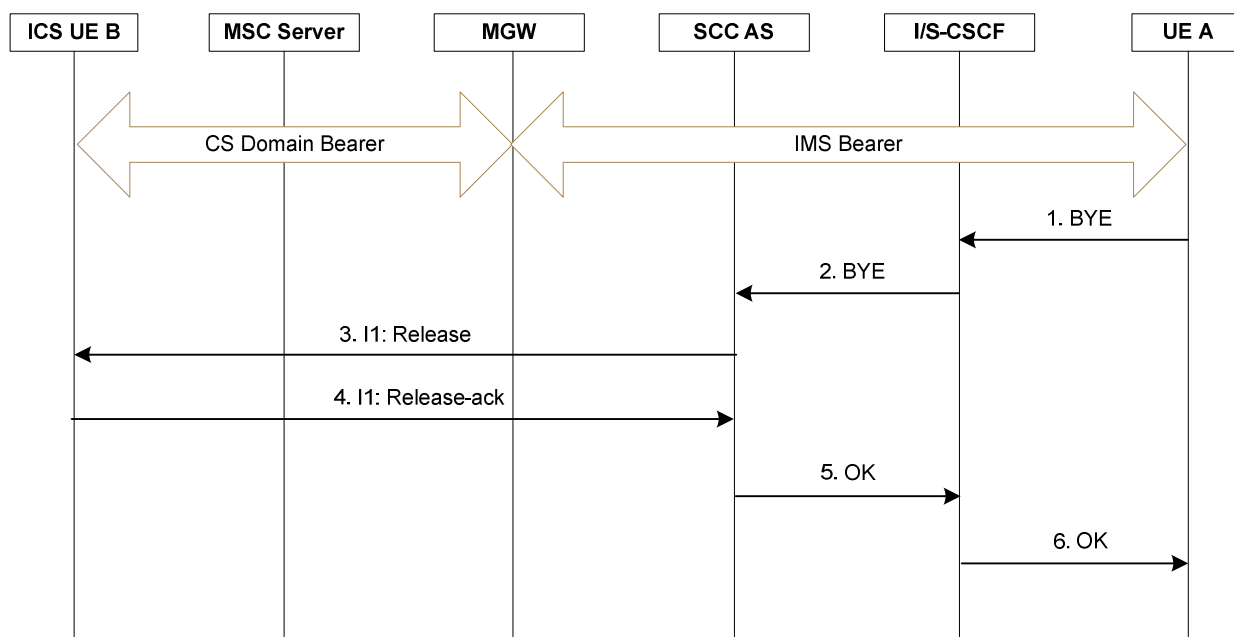 ICS UE B
MSC Server
MGW
SCC AS
I/S-CSCF
UE A
CS Domain Bearer
IMS Bearer
1. BYE
2. BYE
3. I1: Release
4. I1: Release-ack
5. OK
6. OK